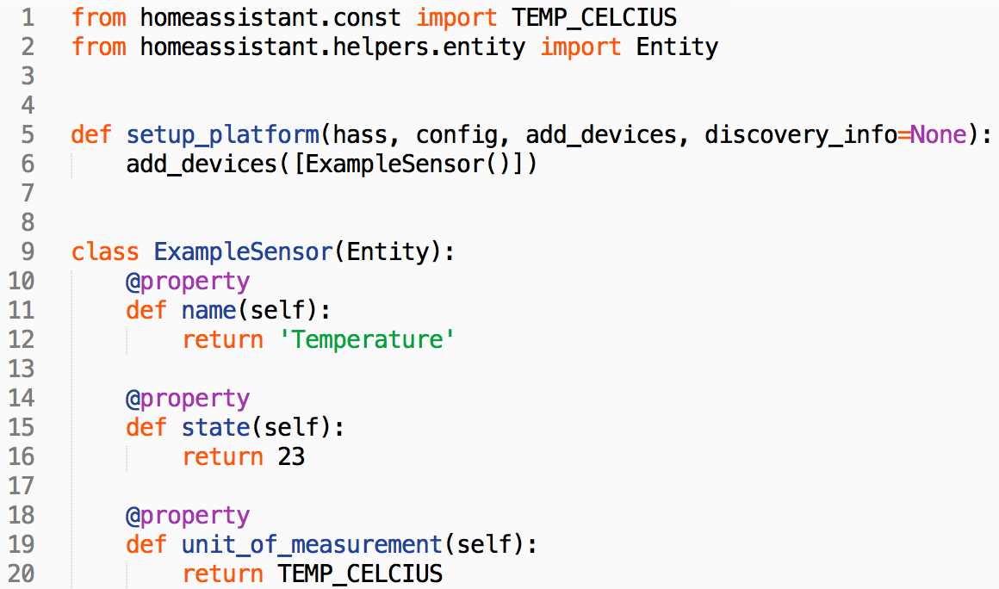 1 from homeassistant.const import TEMP_CELCIUS
2 from homeassistant.helpers.entity import Entity
3
4
5 def setup_platform(hass, config, add_devices, discovery_info=None):
6     add_devices([ExampleSensor()])
7
8
9 class ExampleSensor(Entity):
10     @property
11     def name(self):
12         return 'Temperature'
13
14     @property
15     def state(self):
16         return 23
17
18     @property
19     def unit_of_measurement(self):
20         return TEMP_CELCIUS